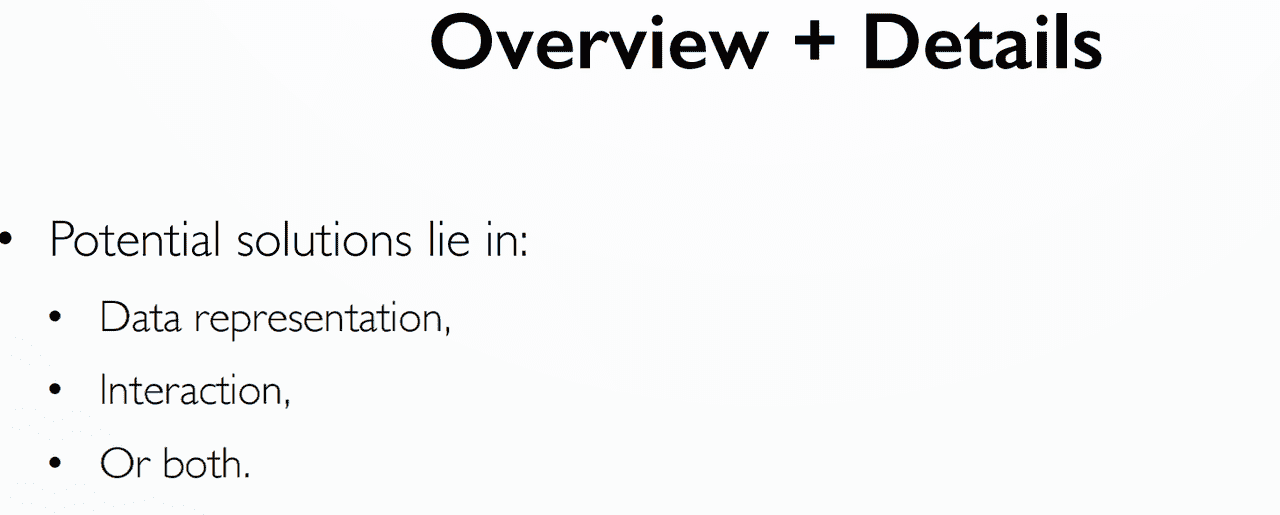 Overview + Details
• Potential solutions lie in:
• Data representation,
• Interaction,
• Or both.